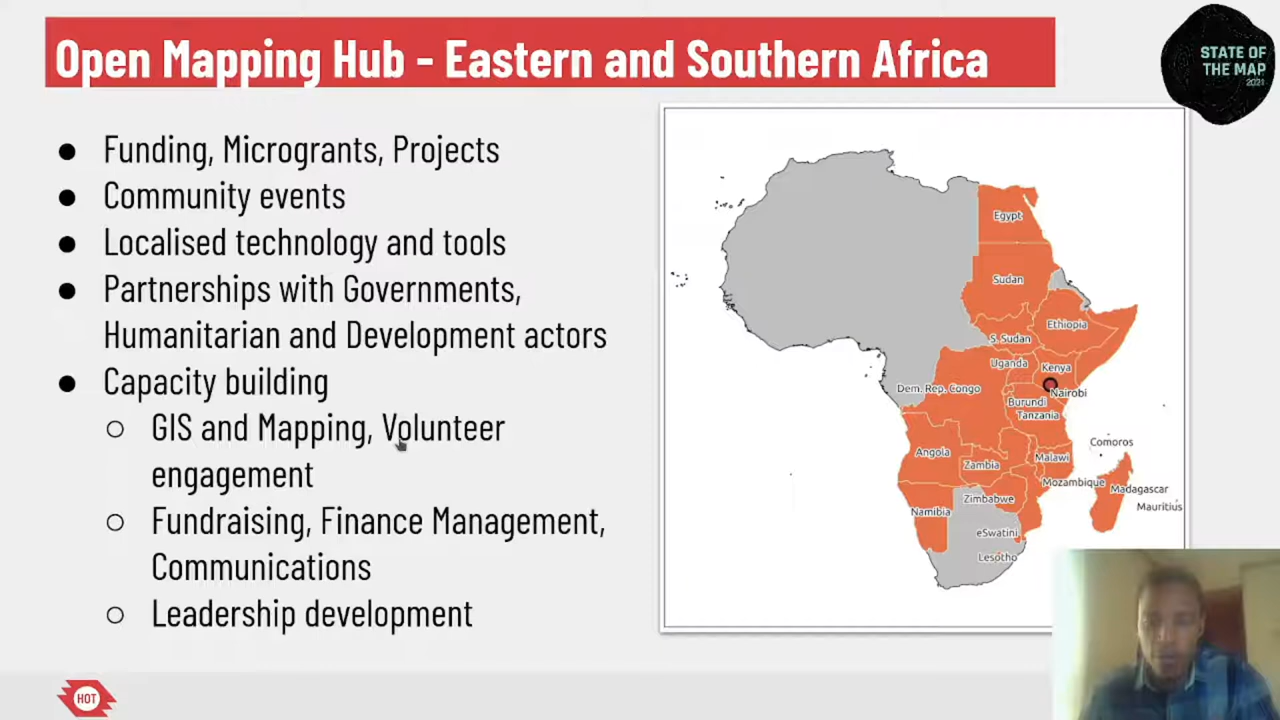 Open Mapping Hub - Eastern and Southern Africa
STATE OF
THE MAP
2021
● Funding, Microgrants, Projects
● Community events
● Localised technology and tools
● Partnerships with Governments,
Humanitarian and Development actors
● Capacity building
○ GIS and Mapping, Volunteer
engagement
○ Fundraising, Finance Management,
Communications
○ Leadership development
Egypt
Sudan
Ethiopia
S. Sudan
Uganda
Kenya
Dem. Rep. Congo
Nairobi
Burundi
Tanzania
Comoros
Angola
Malawi
Zambia
Mozambique
Madagascar
Zimbabwe
Mauritius
Namibia
eSwatini
Lesotho
HOT